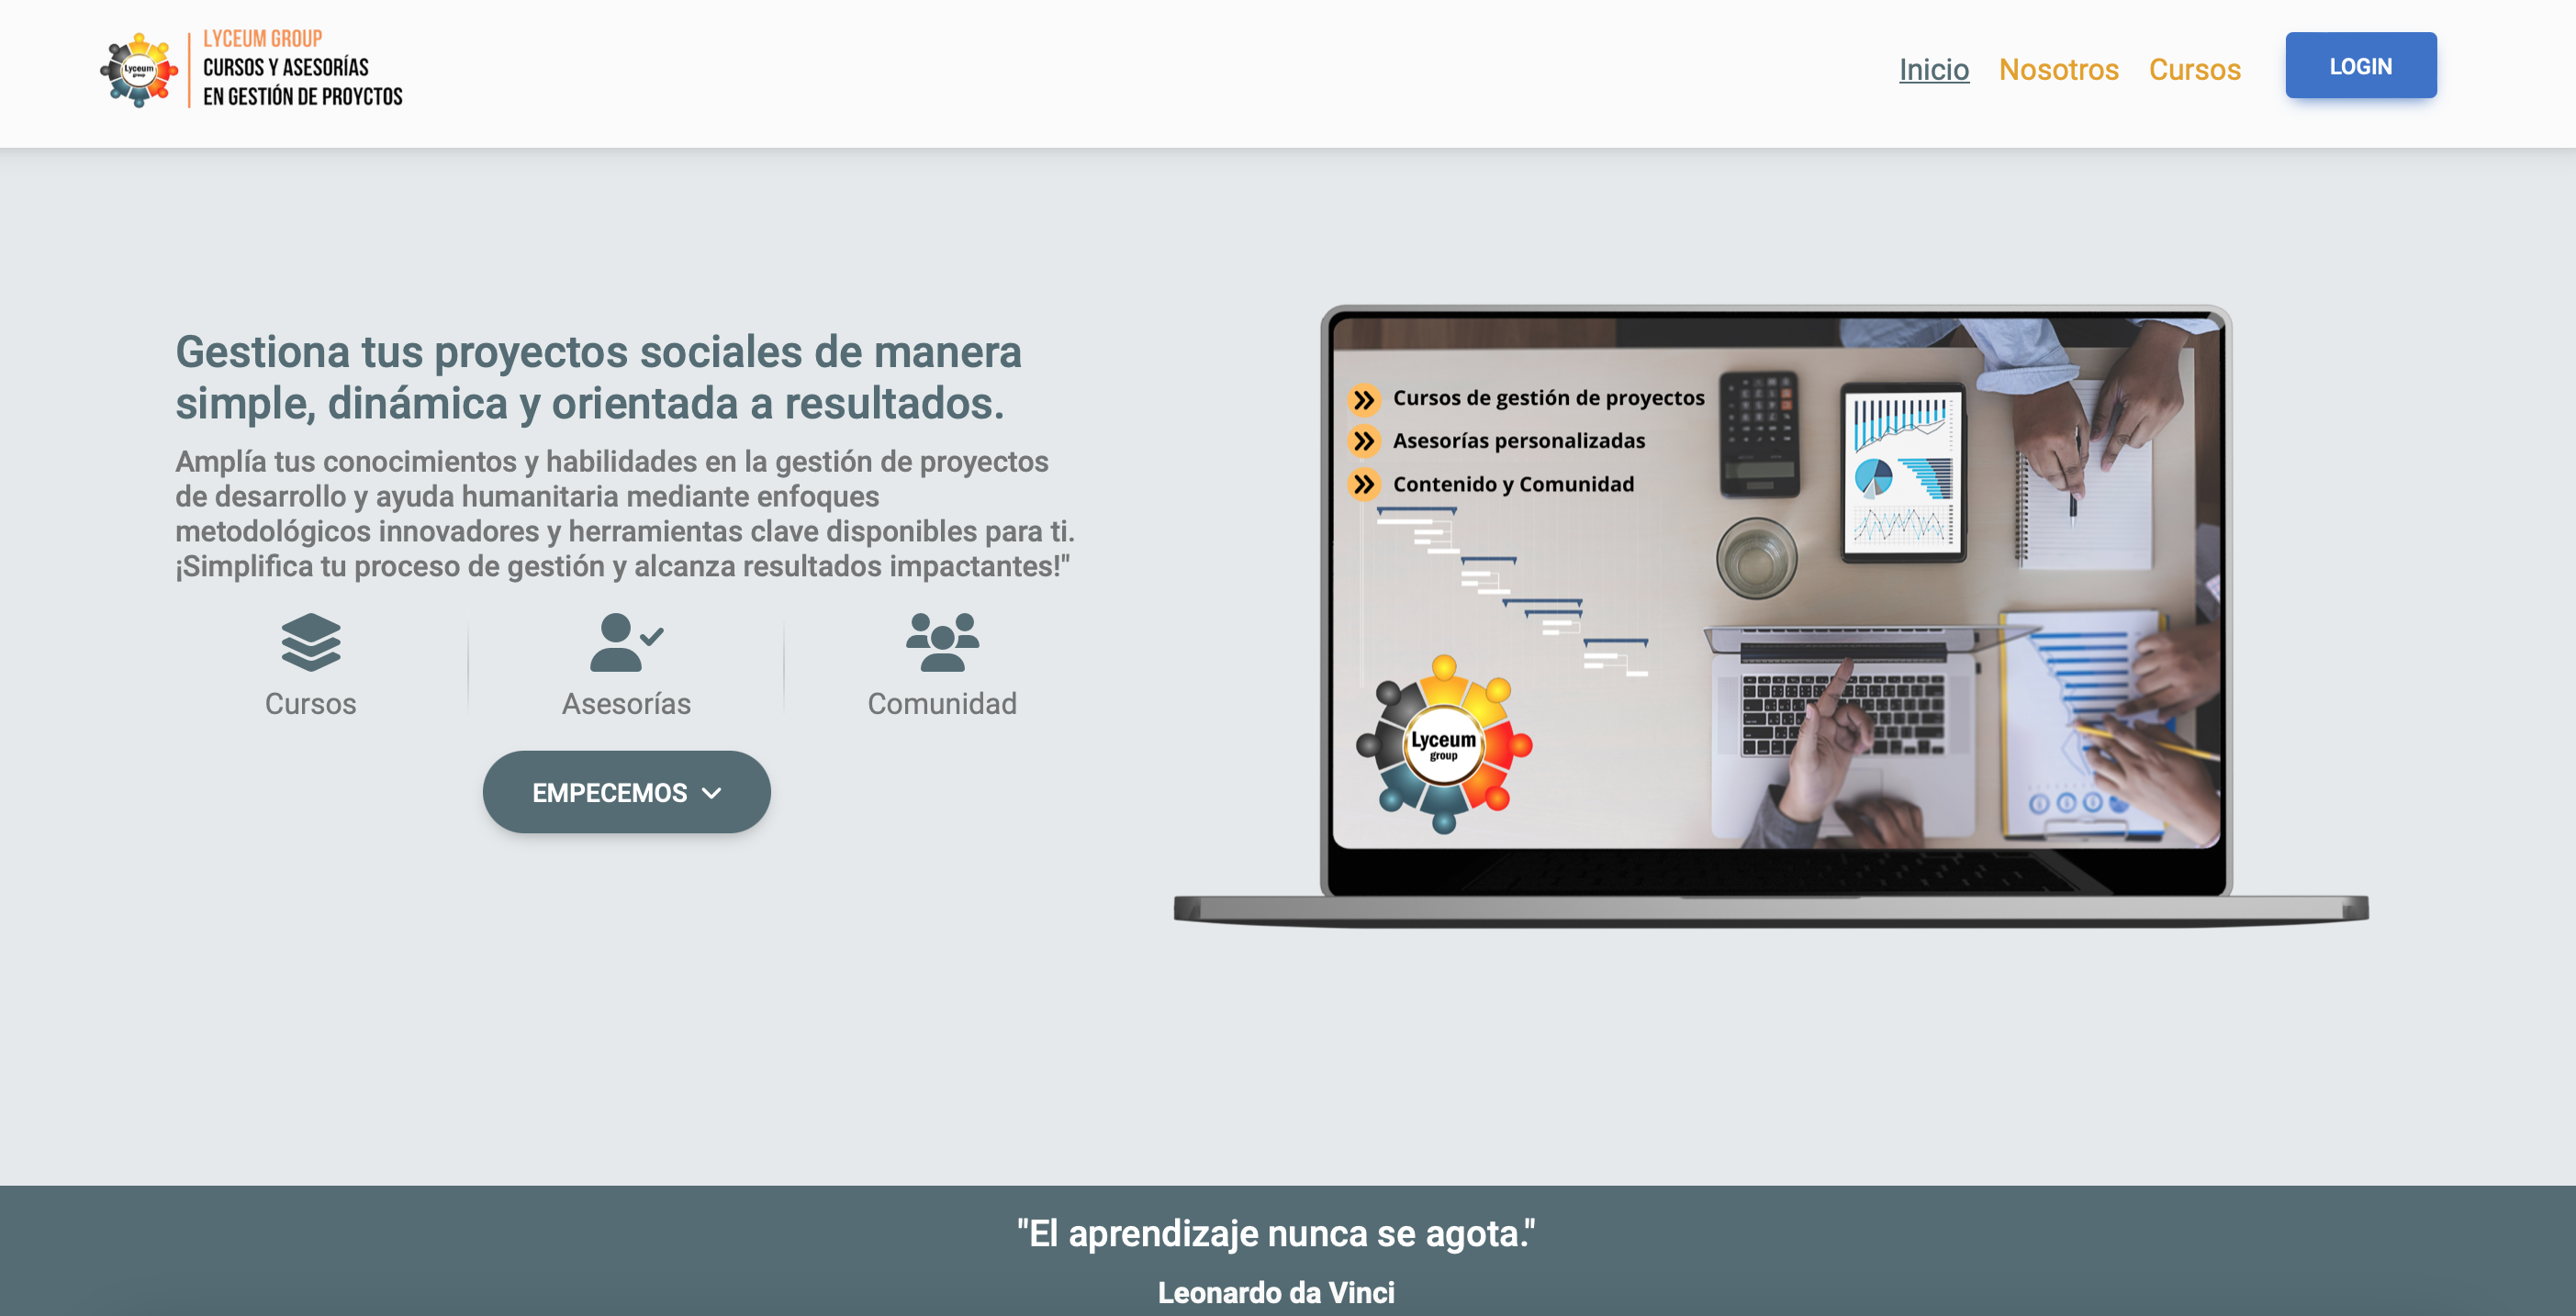 Lyceum
group
LYCEUM GROUP
CURSOS Y ASESORÍAS
EN GESTIÓN DE PROYCTOS
Inicio
Nosotros
Cursos
LOGIN
Gestiona tus proyectos sociales de manera
simple, dinámica y orientada a resultados.
Amplía tus conocimientos y habilidades en la gestión de proyectos
de desarrollo y ayuda humanitaria mediante enfoques
metodológicos innovadores y herramientas clave disponibles para ti.
¡Simplifica tu proceso de gestión y alcanza resultados impactantes!"
Cursos
Asesorías
Comunidad
EMPECEMOS
Cursos de gestión de proyectos
Asesorías personalizadas
Contenido y Comunidad
Lyceum
group
"El aprendizaje nunca se agota."
Leonardo da Vinci